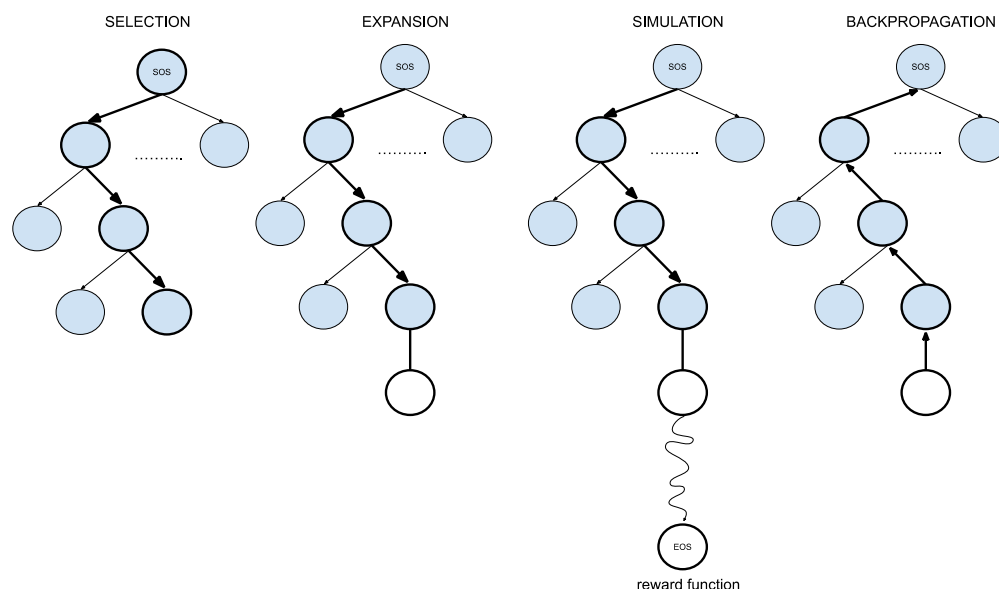 SELECTION
EXPANSION
SIMULATION
BACKPROPAGATION
SOS
SOS
SOS
SOS
..........
..........
..........
..........
EOS
reward function